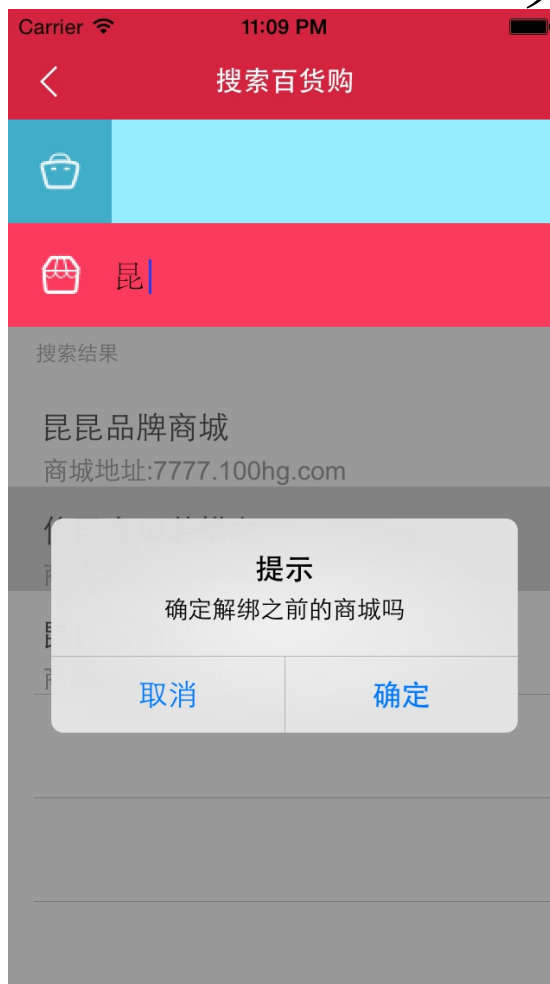 Carrier 11:09 PM
搜索百货购
昆
搜索结果
昆昆品牌商城
商城地址:7777.100hg.com
提示
确定解绑之前的商城吗
取消 确定